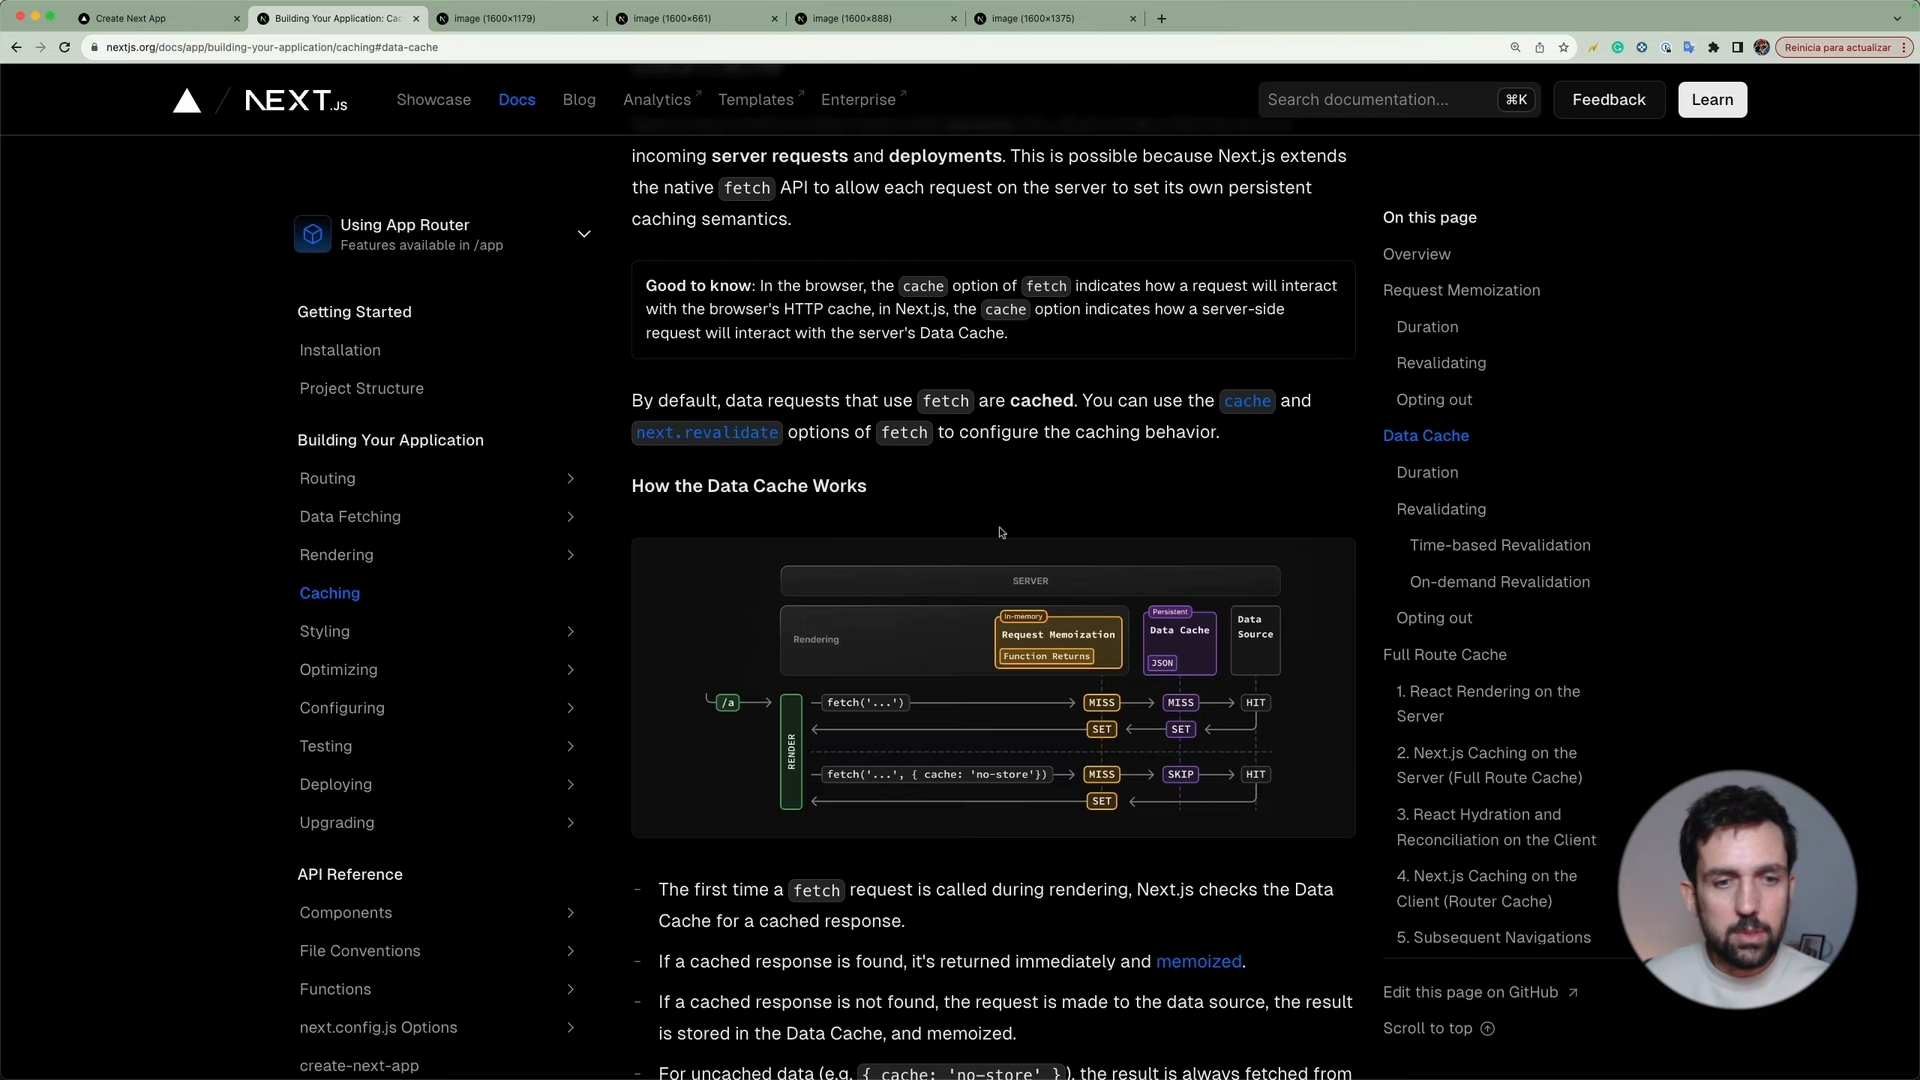 Create Next App
Building Your Application: Cac
image (1600×1179)
image (1600×661)
image (1600×888)
image (1600×1375)
nextjs.org/docs/app/building-your-application/caching#data-cache
Reinicia para actualizar
NEXT.JS
Showcase
Docs
Blog
Analytics
Templates
Enterprise
Search documentation...
⌘K
Feedback
Learn
Using App Router
Features available in /app
Getting Started
Installation
Project Structure
Building Your Application
Routing
Data Fetching
Rendering
Caching
Styling
Optimizing
Configuring
Testing
Deploying
Upgrading
API Reference
Components
File Conventions
Functions
next.config.js Options
create-next-app
incoming server requests and deployments. This is possible because Next.js extends
the native fetch API to allow each request on the server to set its own persistent
caching semantics.
Good to know: In the browser, the cache option of fetch indicates how a request will interact
with the browser's HTTP cache, in Next.js, the cache option indicates how a server-side
request will interact with the server's Data Cache.
By default, data requests that use fetch are cached. You can use the cache and
next.revalidate options of fetch to configure the caching behavior.
How the Data Cache Works
SERVER
Rendering
In-memory
Request Memoization
Function Returns
Persistent
Data Cache
JSON
Data
Source
/a
RENDER
fetch('...')
MISS
MISS
HIT
SET
SET
fetch('...', { cache: 'no-store'})
MISS
SKIP
HIT
SET
- The first time a fetch request is called during rendering, Next.js checks the Data
Cache for a cached response.
- If a cached response is found, it's returned immediately and memoized.
- If a cached response is not found, the request is made to the data source, the result
is stored in the Data Cache, and memoized.
- For uncached data (e.g. { cache: 'no-store' }), the result is always fetched from
On this page
Overview
Request Memoization
Duration
Revalidating
Opting out
Data Cache
Duration
Revalidating
Time-based Revalidation
On-demand Revalidation
Opting out
Full Route Cache
1. React Rendering on the
Server
2. Next.js Caching on the
Server (Full Route Cache)
3. React Hydration and
Reconciliation on the Client
4. Next.js Caching on the
Client (Router Cache)
5. Subsequent Navigations
Edit this page on GitHub
Scroll to top